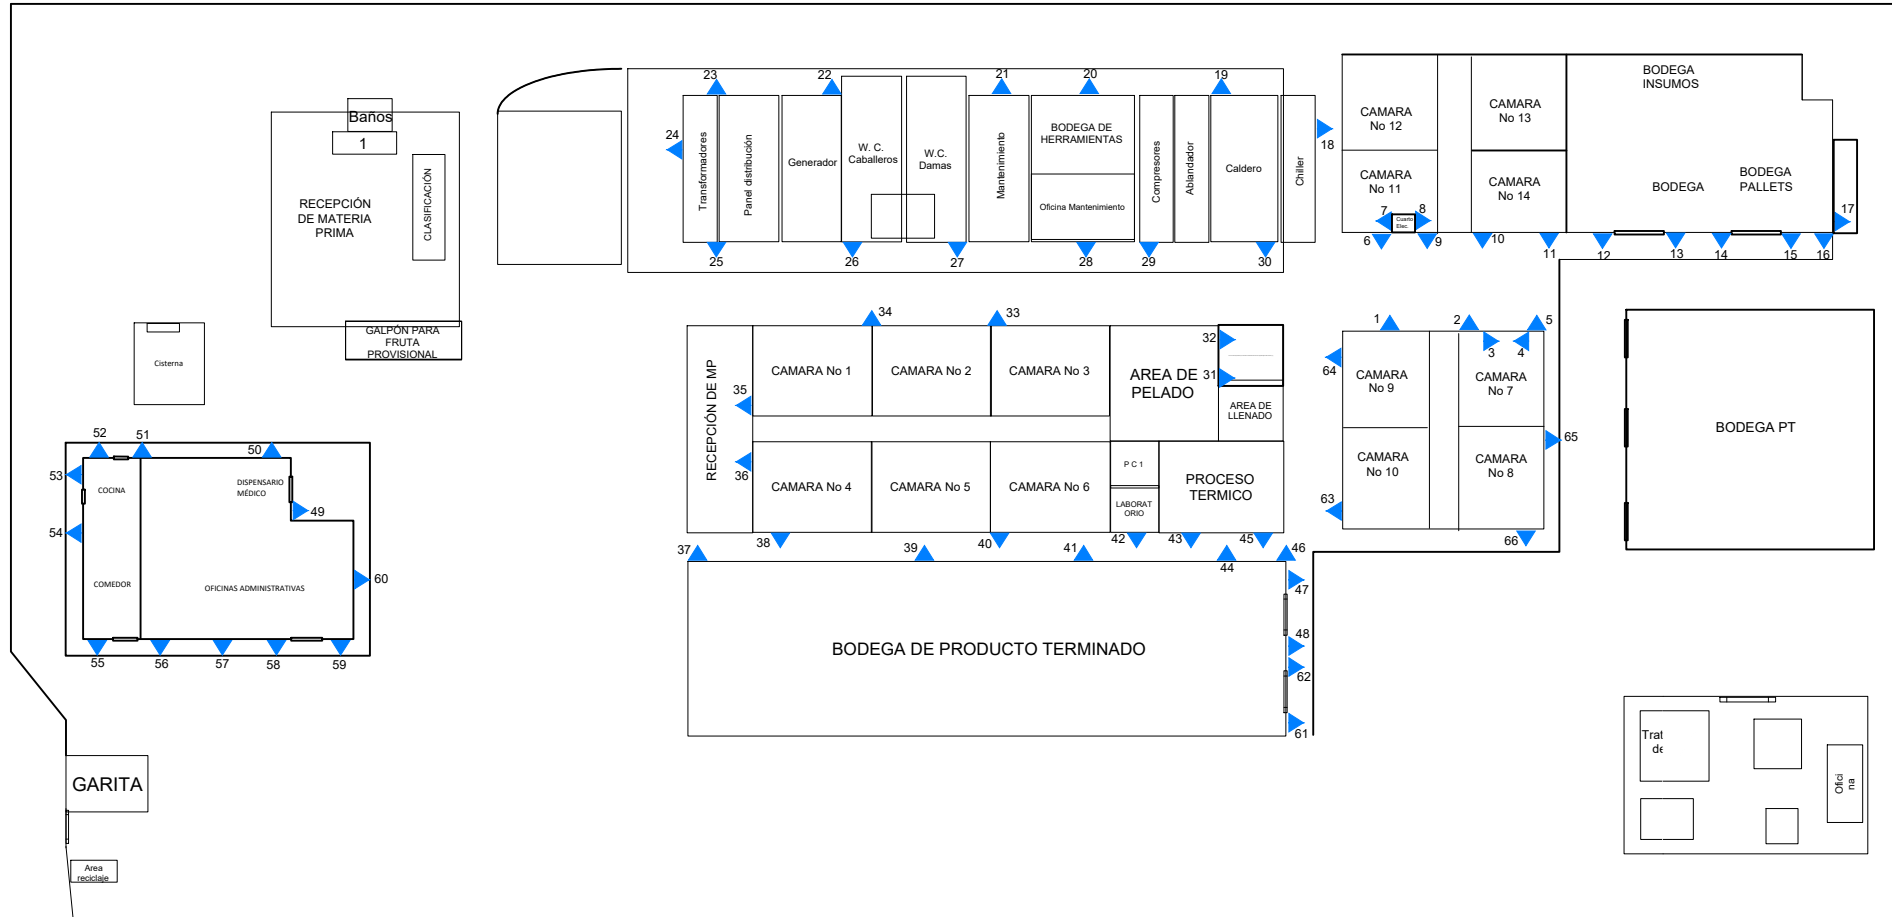 23
22
21
20
19
24
18
Transformadores
Panel distribución
Generador
W. C.
Caballeros
W.C.
Damas
Mantenimiento
BODEGA DE
HERRAMIENTAS
Oficina Mantenimiento
Compresores
Ablandador
Caldero
Chiller
25
26
27
28
29
30
Baños
1
CLASIFICACIÓN
RECEPCIÓN
DE MATERIA
PRIMA
GALPÓN PARA
FRUTA
PROVISIONAL
Cisterna
CAMARA
No 12
CAMARA
No 11
CAMARA
No 13
CAMARA
No 14
BODEGA
INSUMOS
BODEGA
BODEGA
PALLETS
7
8
Cuarto
Elec.
17
6
9
10
11
12
13
14
15
16
34
33
32
31
35
36
RECEPCIÓN DE MP
CAMARA No 1
CAMARA No 2
CAMARA No 3
AREA DE
PELADO
AREA DE
LLENADO
CAMARA No 4
CAMARA No 5
CAMARA No 6
P C 1
LABORAT
ORIO
PROCESO
TERMICO
1
2
5
3
4
64
CAMARA
No 9
CAMARA
No 7
65
CAMARA
No 10
CAMARA
No 8
63
66
BODEGA PT
37
38
39
40
41
42
43
44
45
46
47
48
62
61
BODEGA DE PRODUCTO TERMINADO
52
51
50
53
COCINA
DISPENSARIO
MÉDICO
49
54
COMEDOR
OFICINAS ADMINISTRATIVAS
60
55
56
57
58
59
GARITA
Area
reciclaje
Trat
de
Ofici
na